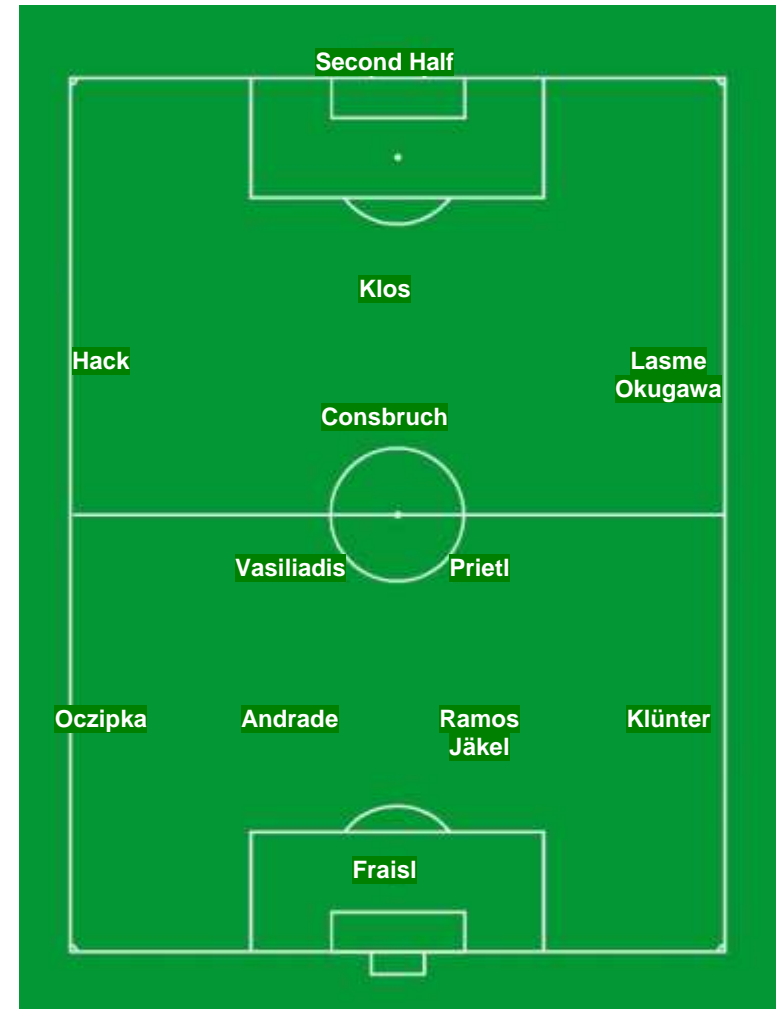 Second Half
Klos
Hack
Lasme
Okugawa
Consbruch
Vasiliadis Prietl
Oczipka Andrade Ramos Klünter
Jäkel
Fraisl